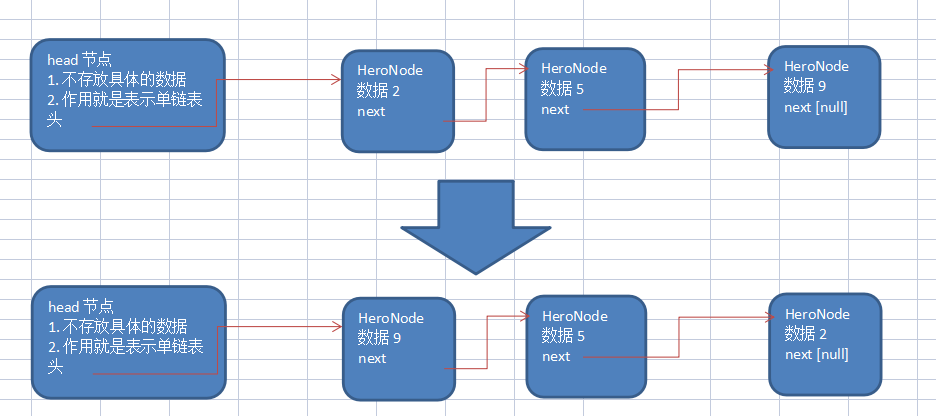 head 节点
1. 不存放具体的数据
2. 作用就是表示单链表
头
HeroNode
数据 2
next
HeroNode
数据 5
next
HeroNode
数据 9
next [null]
head 节点
1. 不存放具体的数据
2. 作用就是表示单链表
头
HeroNode
数据 9
next
HeroNode
数据 5
next
HeroNode
数据 2
next [null]